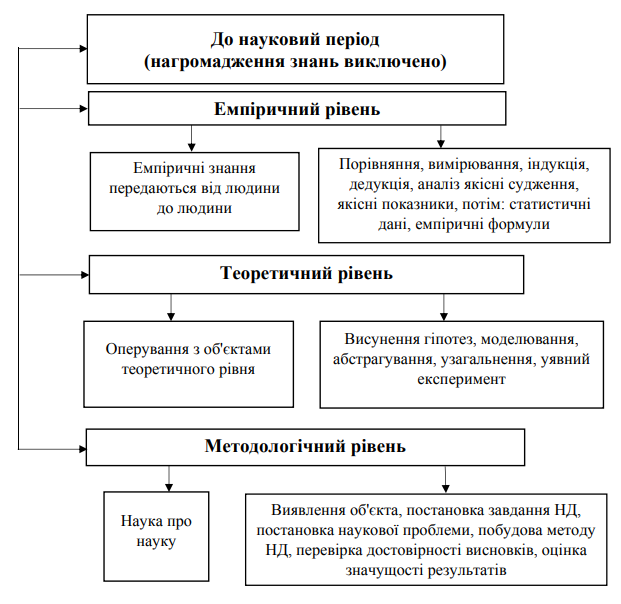 До науковий період
(нагромадження знань виключено)
Емпіричний рівень
Емпіричні знання
передаються від людини
до людини
Порівняння, вимірювання, індукція,
дедукція, аналіз якісні судження,
якісні показники, потім: статистичні
дані, емпіричні формули
Теоретичний рівень
Оперування з об'єктами
теоретичного рівня
Висунення гіпотез, моделювання,
абстрагування, узагальнення, уявний
експеримент
Методологічний рівень
Наука про
науку
Виявлення об'єкта, постановка завдання НД,
постановка наукової проблеми, побудова методу
НД, перевірка достовірності висновків, оцінка
значущості результатів